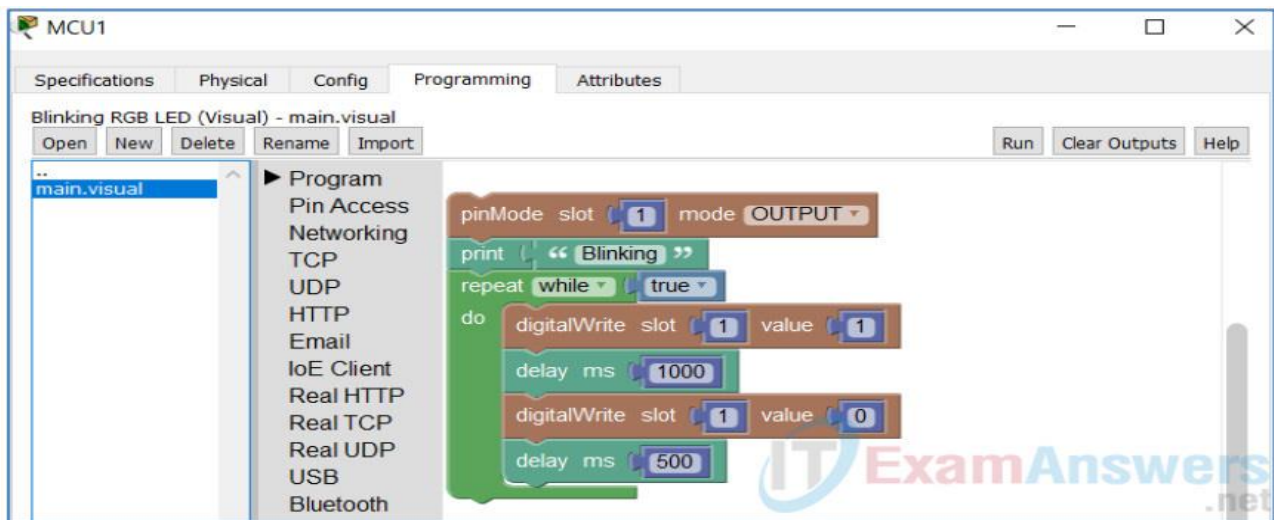 MCU1
Specifications Physical Config Programming Attributes
Blinking RGB LED (Visual) - main.visual
Open New Delete Rename Import Run Clear Outputs Help
..
main.visual
Program
Pin Access
Networking
TCP
UDP
HTTP
Email
IoE Client
Real HTTP
Real TCP
Real UDP
USB
Bluetooth
pinMode slot 1 mode OUTPUT
print “ Blinking ”
repeat while true
do
digitalWrite slot 1 value 1
delay ms 1000
digitalWrite slot 1 value 0
delay ms 500
ITExamAnswers
.net